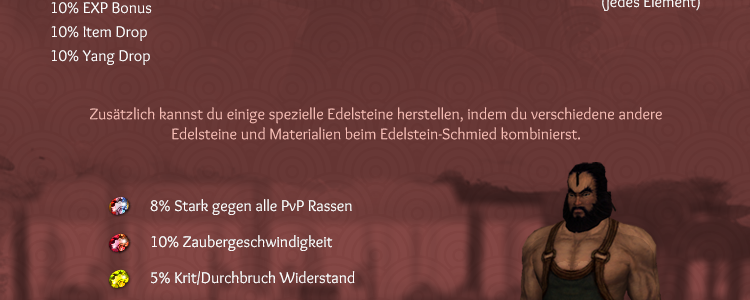 10% EXP Bonus
(jedes Element)
10% Item Drop
10% Yang Drop
Zusätzlich kannst du einige spezielle Edelsteine herstellen, indem du verschiedene andere
Edelsteine und Materialien beim Edelstein-Schmied kombinierst.
8% Stark gegen alle PvP Rassen
10% Zaubergeschwindigkeit
5% Krit/Durchbruch Widerstand